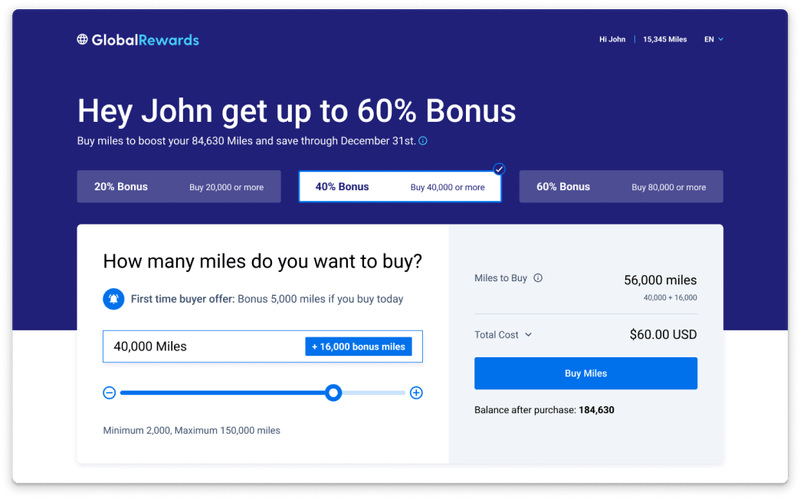 GlobalRewards
Hi John | 15,345 Miles EN
Hey John get up to 60% Bonus
Buy miles to boost your 84,630 Miles and save through December 31st.
20% Bonus Buy 20,000 or more
40% Bonus Buy 40,000 or more
60% Bonus Buy 80,000 or more
How many miles do you want to buy?
First time buyer offer: Bonus 5,000 miles if you buy today
40,000 Miles + 16,000 bonus miles
Minimum 2,000, Maximum 150,000 miles
Miles to Buy 56,000 miles
40,000 + 16,000
Total Cost $60.00 USD
Buy Miles
Balance after purchase: 184,630